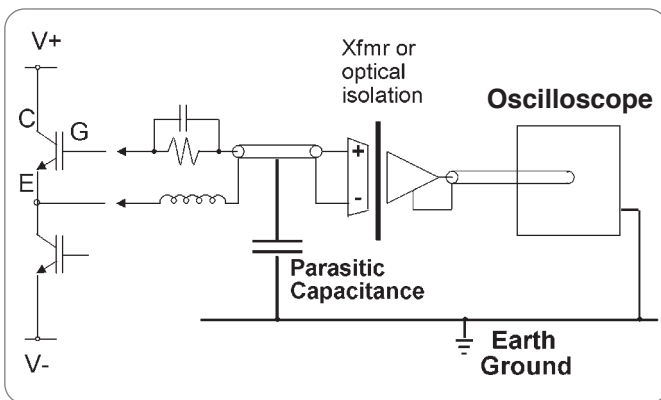 V+
Xfmr or
optical
isolation
Oscilloscope
C
G
+
E
-
Parasitic
Capacitance
Earth
Ground
V-